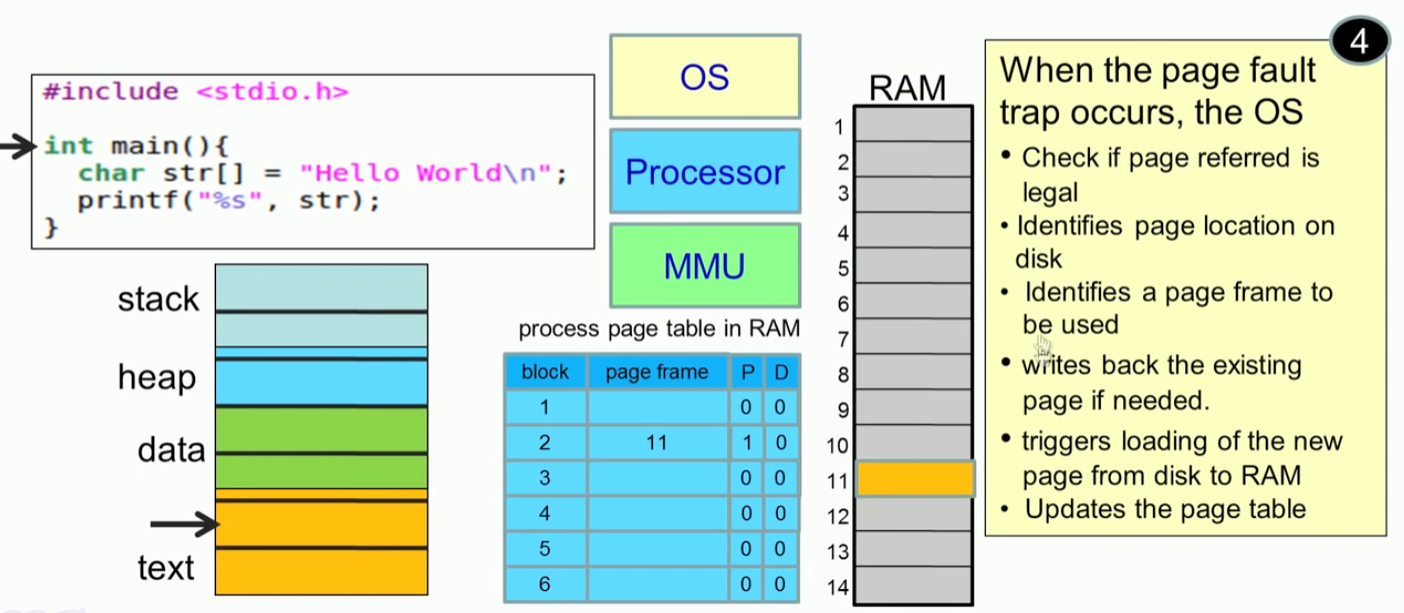 #include <stdio.h>
int main(){
char str[] = "Hello World\n";
printf("%s", str);
}
stack
heap
data
text
OS
Processor
MMU
process page table in RAM
block page frame P D
1 0 0
2 11 1 0
3 0 0
4 0 0
5 0 0
6 0 0
RAM
1
2
3
4
5
6
7
8
9
10
11
12
13
14
4
When the page fault
trap occurs, the OS
• Check if page referred is
legal
• Identifies page location on
disk
• Identifies a page frame to
be used
• writes back the existing
page if needed.
• triggers loading of the new
page from disk to RAM
• Updates the page table